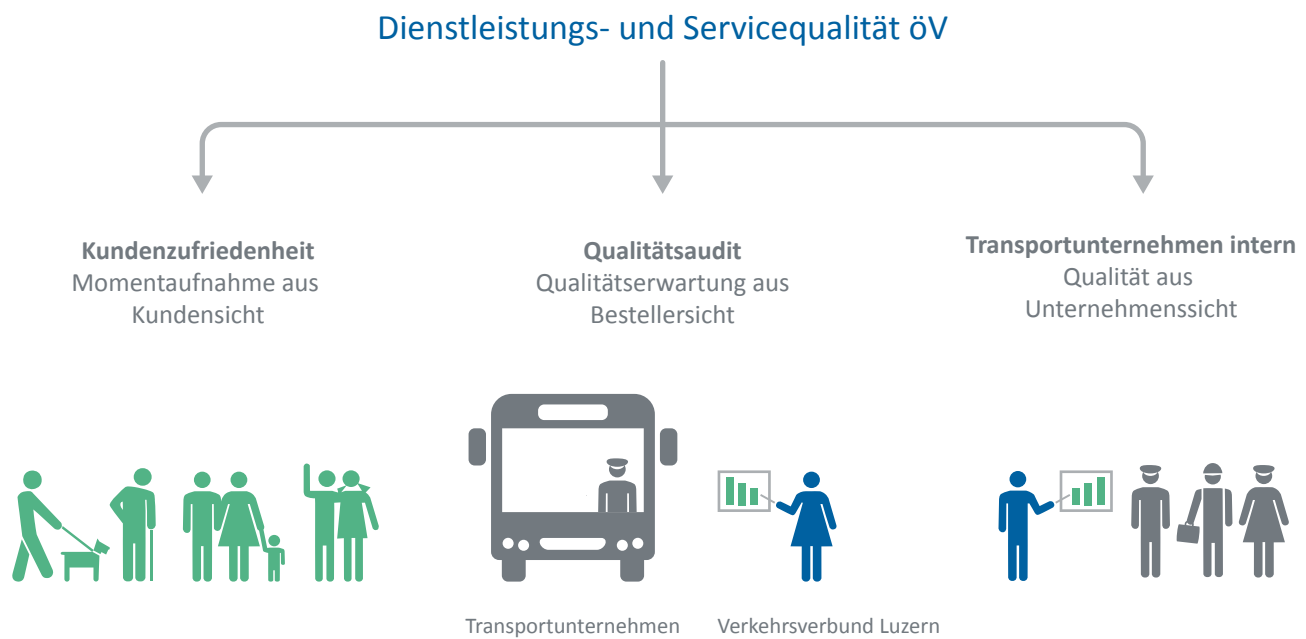 Dienstleistungs- und Servicequalität öV
Kundenzufriedenheit
Momentaufnahme aus
Kundensicht
Qualitätsaudit
Qualitätserwartung aus
Bestellersicht
Transportunternehmen intern
Qualität aus
Unternehmenssicht
Transportunternehmen
Verkehrsverbund Luzern